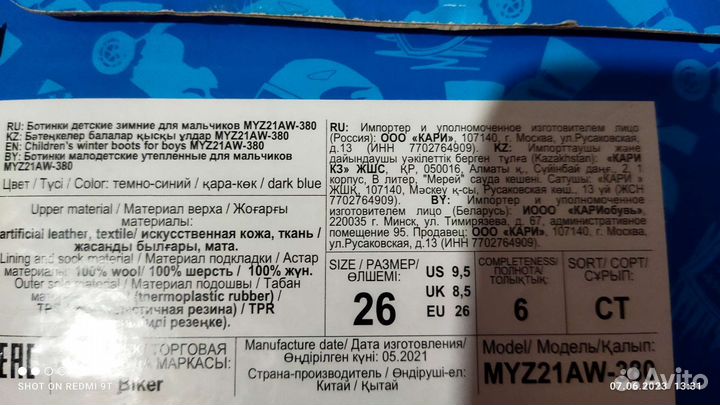 RU: Ботинки детские зимние для мальчиков MYZ21AW-380
KZ: Бәтеңкелер балалар қысқы ұлдар MYZ21AW-380
EN: Children's winter boots for boys MYZ21AW-380
BY: Ботинки малодетские утепленные для мальчиков
MYZ21AW-380
Цвет / Түсі / Color: темно-синий / қара-көк / dark blue
Upper material / Материал верха / Жоғарғы
материалы:
artificial leather, textile/ искусственная кожа, ткань /
жасанды былғары, мата.
Lining and sock material / Материал подкладки / Астар
материалы: 100% wool/ 100% шерсть / 100% жүн.
Outer sole material / Материал подошвы / Табан
(thermoplastic rubber) /
TPR пластичная резина) / TPR
резеңке).
RU: Импортер и уполномоченное изготовителем лицо
(Россия): ООО «КАРИ», 107140, г. Москва, ул.Русаковская,
д.13 (ИНН 7702764909). KZ: Импорттаушы және
дайындаушы уәкілеттік берген тұлға (Kazakhstan): «КАРИ
КЗ» ЖШС, ҚР, 050016, Алматы қ., Сүйінбай даң., 2, 1
корпус, В литер, "Мерей" сауда кешені. Сатушы: «КАРИ»
ЖШҚ, 107140, Мәскеу қ-сы, Русаковская көш., 13 үй (ЖСН
7702764909). BY: Импортер и уполномоченное
изготовителем лицо (Беларусь): ИООО «КАРИобувь»,
220007 г. Минск, ул. Тимирязева, д.67, административное
помещение 95. Продавец: ООО «КАРИ», 107140, г. Москва,
ул.Русаковская, д.13 (ИНН 7702764909)
SIZE / РАЗМЕР/
ӨЛШЕМІ:
26
US 9,5
UK 8,5
EU 26
COMPLETENESS/
ПОЛНОТА/
ТОЛЫҚТЫҚ:
6
SORT/ СОРТ/
СҰРЫП:
СТ
EAC
ТОРГОВАЯ
МАРКАСЫ:
Biker
Manufacture date/ Дата изготовления/
Өндірілген күні: 05.2021
Страна-производитель / Өндіруші-ел:
Китай / Қытай
Model/ Модель/Қалып:
MYZ21AW-380
SHOT ON REDMI 9T
07.06.2023 13:31
Avito